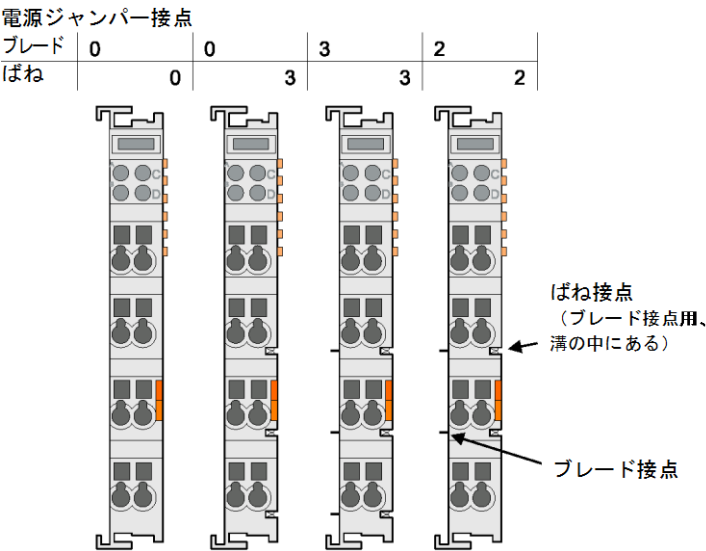 電源ジャンパー接点
ブレード 0 0 3 2
ばね 0 3 3 2
A C A C A C A C
B D B D B D B D
ばね接点
（ブレード接点用、
溝の中にある）
ブレード接点